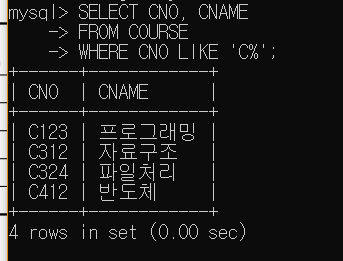 mysql> SELECT CNO, CNAME
    -> FROM COURSE
    -> WHERE CNO LIKE 'C%';
+------+------------+
| CNO  | CNAME      |
+------+------------+
| C123 | 프로그래밍 |
| C312 | 자료구조   |
| C324 | 파일처리   |
| C412 | 반도체     |
+------+------------+
4 rows in set (0.00 sec)